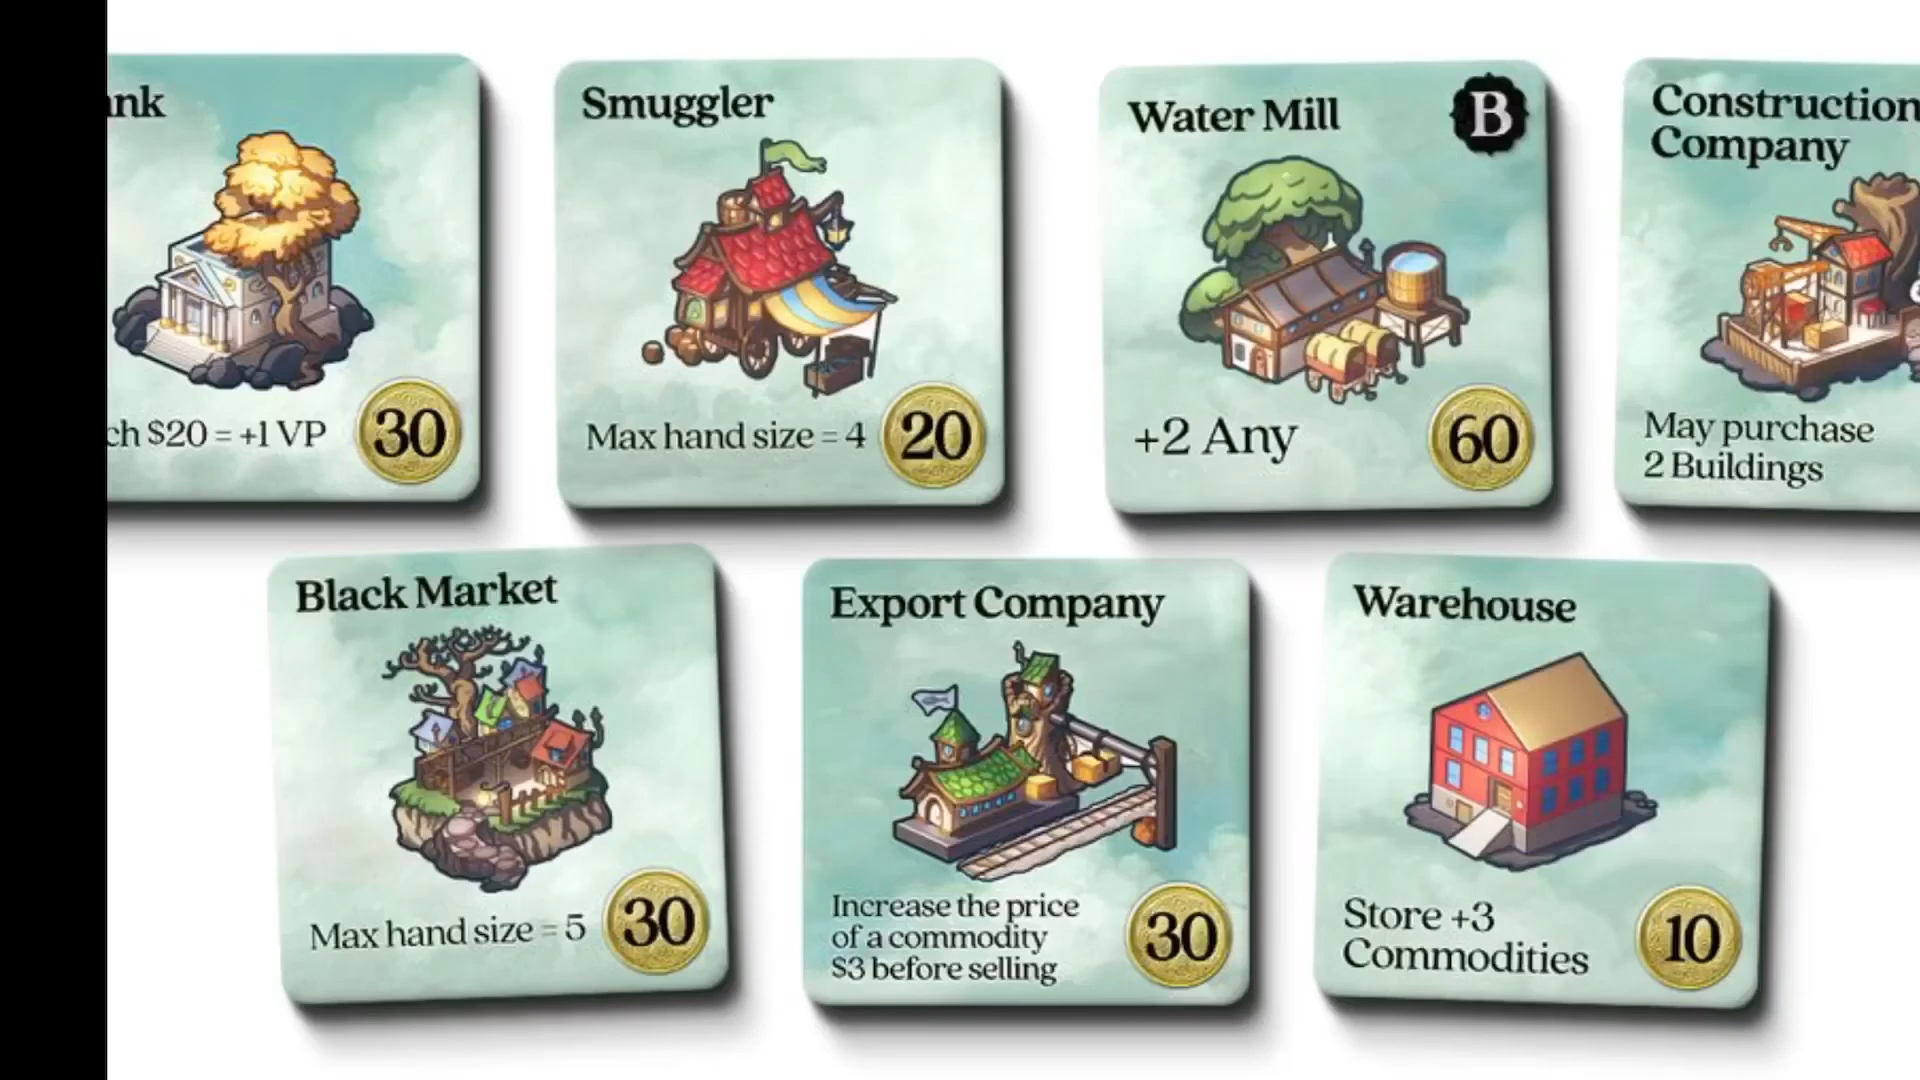 Smuggler
Max hand size = 4
20
$20 = +1 VP
30
Water Mill
B
+2 Any
60
Construction
Company
May purchase
2 Buildings
Black Market
Max hand size = 5
30
Export Company
Increase the price
of a commodity
$3 before selling
30
Warehouse
Store +3
Commodities
10